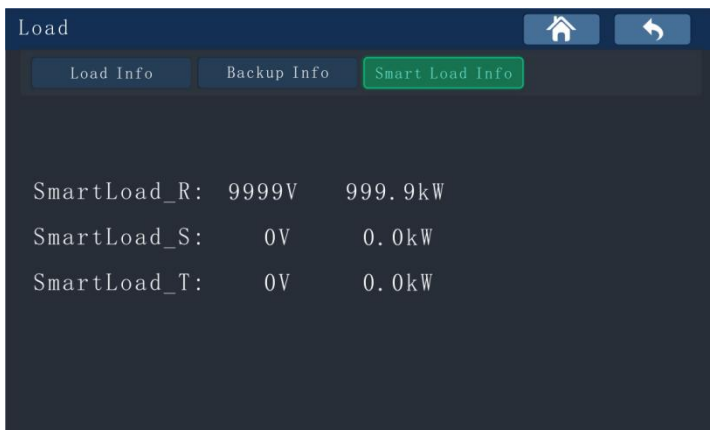 Load
Load Info Backup Info Smart Load Info
SmartLoad_R: 9999V 999.9kW
SmartLoad_S: 0V 0.0kW
SmartLoad_T: 0V 0.0kW